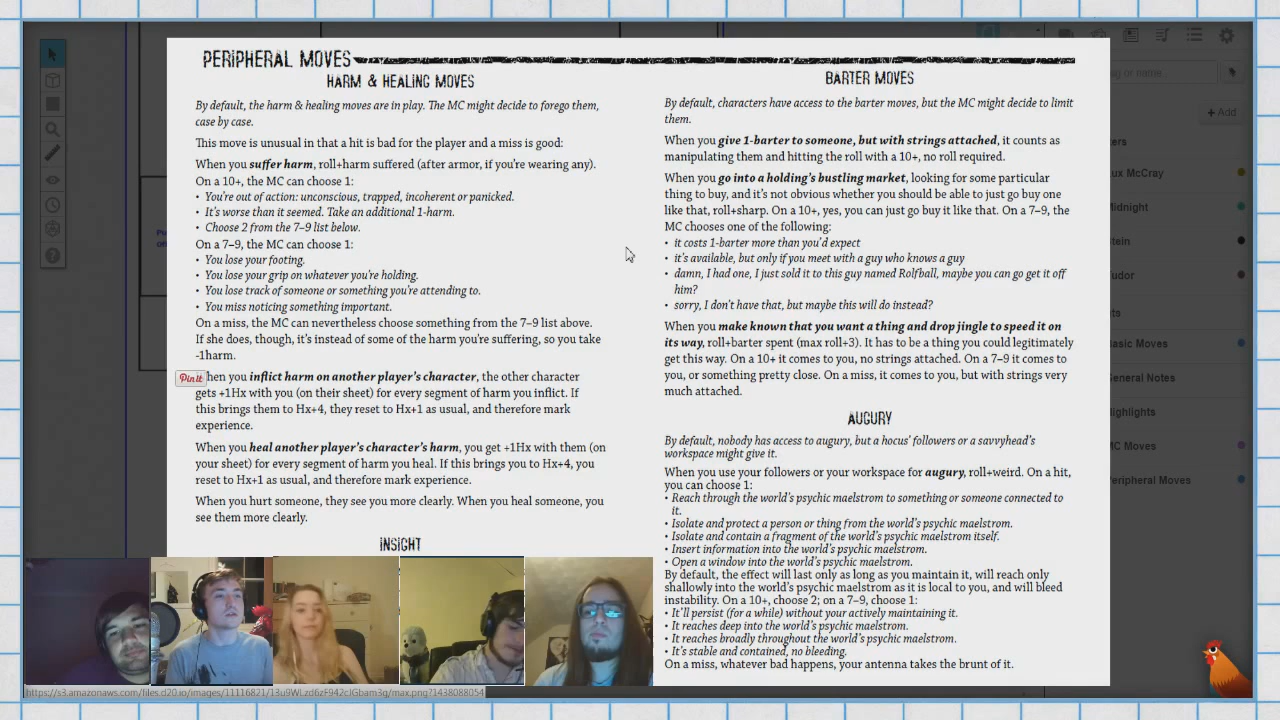 PERIPHERAL MOVES
HARM & HEALING MOVES
By default, the harm & healing moves are in play. The MC might decide to forego them,
case by case.
This move is unusual in that a hit is bad for the player and a miss is good:
When you suffer harm, roll+harm suffered (after armor, if you're wearing any).
On a 10+, the MC can choose 1:
• You're out of action: unconscious, trapped, incoherent or panicked.
• It's worse than it seemed. Take an additional 1-harm.
• Choose 2 from the 7–9 list below.
On a 7–9, the MC can choose 1:
• You lose your footing.
• You lose your grip on whatever you're holding.
• You lose track of someone or something you're attending to.
• You miss noticing something important.
On a miss, the MC can nevertheless choose something from the 7–9 list above.
If she does, though, it's instead of some of the harm you're suffering, so you take
-1harm.
Pin it
hen you inflict harm on another player's character, the other character
gets +1Hx with you (on their sheet) for every segment of harm you inflict. If
this brings them to Hx+4, they reset to Hx+1 as usual, and therefore mark
experience.
When you heal another player's character's harm, you get +1Hx with them (on
your sheet) for every segment of harm you heal. If this brings you to Hx+4, you
reset to Hx+1 as usual, and therefore mark experience.
When you hurt someone, they see you more clearly. When you heal someone, you
see them more clearly.
INSIGHT
BARTER MOVES
By default, characters have access to the barter moves, but the MC might decide to limit
them.
When you give 1-barter to someone, but with strings attached, it counts as
manipulating them and hitting the roll with a 10+, no roll required.
When you go into a holding's bustling market, looking for some particular
thing to buy, and it's not obvious whether you should be able to just go buy one
like that, roll+sharp. On a 10+, yes, you can just go buy it like that. On a 7–9, the
MC chooses one of the following:
• it costs 1-barter more than you'd expect
• it's available, but only if you meet with a guy who knows a guy
• damn, I had one, I just sold it to this guy named Rolfball, maybe you can go get it off
him?
• sorry, I don't have that, but maybe this will do instead?
When you make known that you want a thing and drop jingle to speed it on
its way, roll+barter spent (max roll+3). It has to be a thing you could legitimately
get this way. On a 10+ it comes to you, no strings attached. On a 7–9 it comes to
you, or something pretty close. On a miss, it comes to you, but with strings very
much attached.
AUGURY
By default, nobody has access to augury, but a hocus' followers or a savvyhead's
workspace might give it.
When you use your followers or your workspace for augury, roll+weird. On a hit,
you can choose 1:
• Reach through the world's psychic maelstrom to something or someone connected to
it.
• Isolate and protect a person or thing from the world's psychic maelstrom.
• Isolate and contain a fragment of the world's psychic maelstrom itself.
• Insert information into the world's psychic maelstrom.
• Open a window into the world's psychic maelstrom.
By default, the effect will last only as long as you maintain it, will reach only
shallowly into the world's psychic maelstrom as it is local to you, and will bleed
instability. On a 10+, choose 2; on a 7–9, choose 1:
• It'll persist (for a while) without your actively maintaining it.
• It reaches deep into the world's psychic maelstrom.
• It reaches broadly throughout the world's psychic maelstrom.
• It's stable and contained, no bleeding.
On a miss, whatever bad happens, your antenna takes the brunt of it.
g or name...
+ Add
ters
ux McCray
Midnight
tein
udor
ts
asic Moves
General Notes
ighlights
MC Moves
eripheral Moves